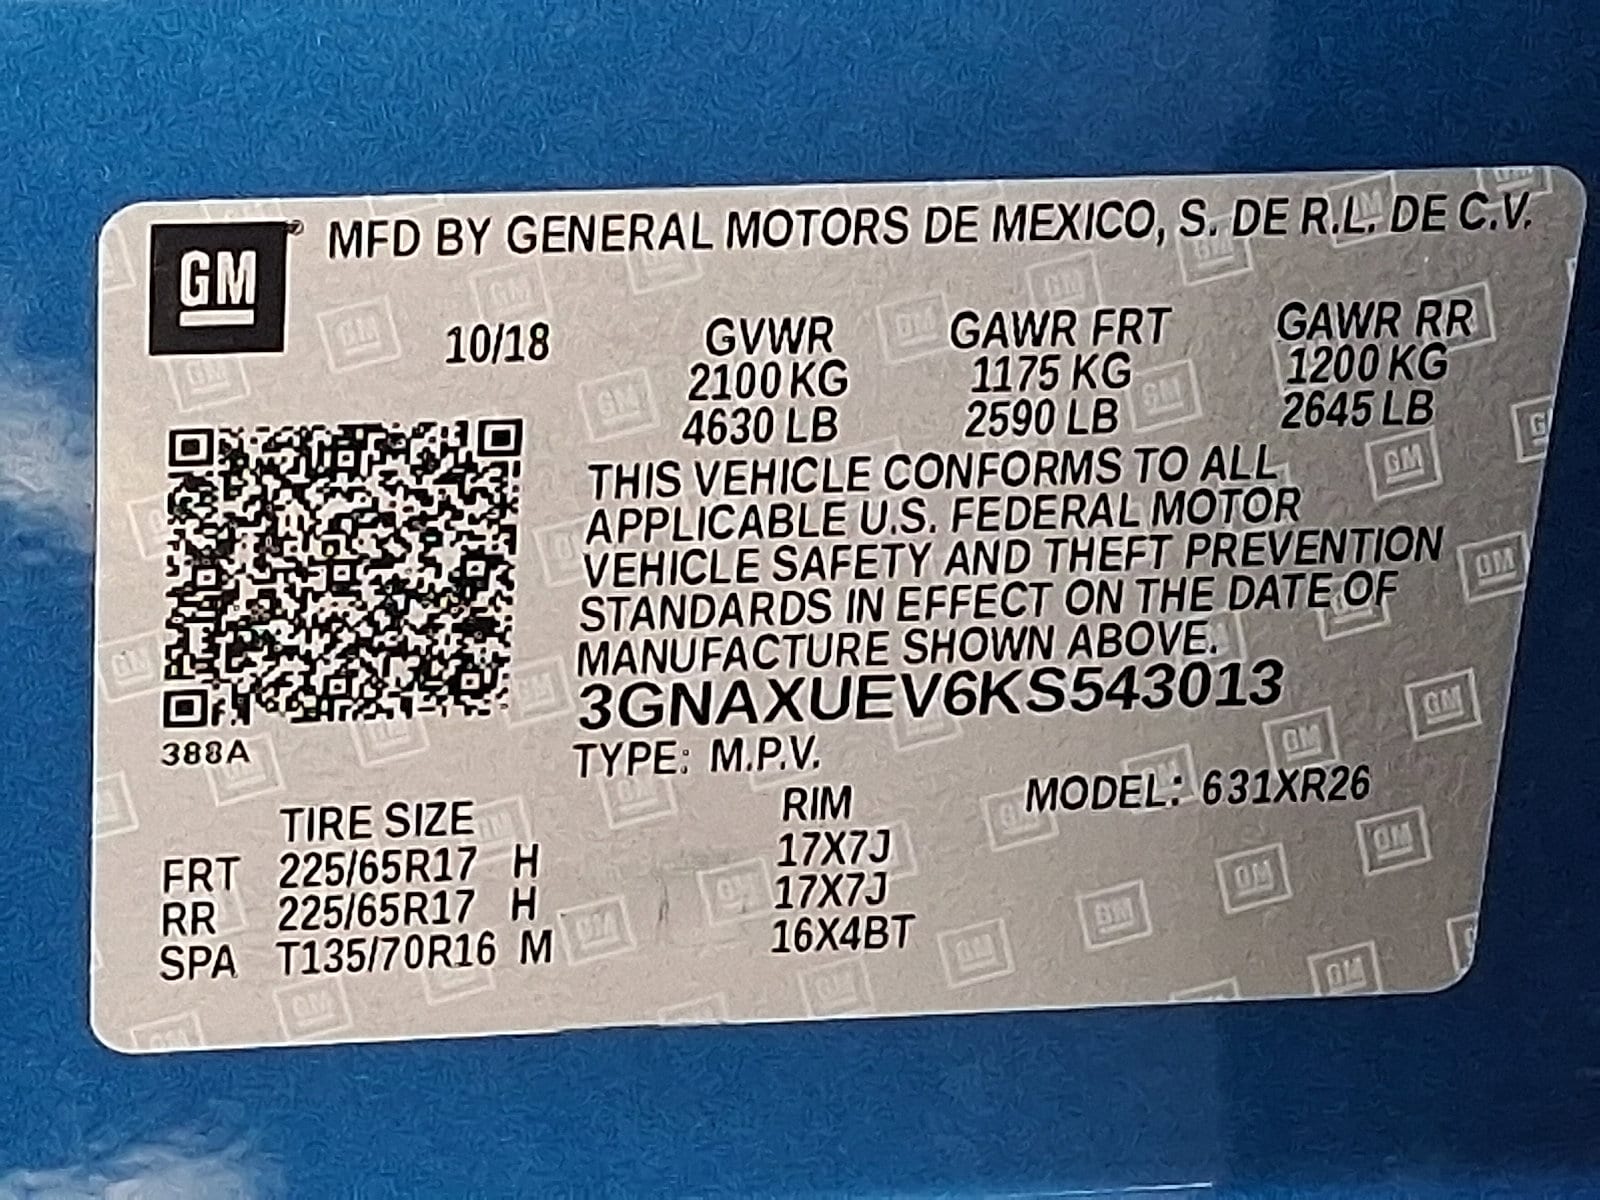 GM MFD BY GENERAL MOTORS DE MEXICO, S. DE R.L. DE C.V.
10/18 GVWR GAWR FRT GAWR RR
2100 KG 1175 KG 1200 KG
4630 LB 2590 LB 2645 LB
THIS VEHICLE CONFORMS TO ALL
APPLICABLE U.S. FEDERAL MOTOR
VEHICLE SAFETY AND THEFT PREVENTION
STANDARDS IN EFFECT ON THE DATE OF
MANUFACTURE SHOWN ABOVE.
3GNAXUEV6KS543013
388A
TYPE: M.P.V.
MODEL: 631XR26
TIRE SIZE RIM
FRT 225/65R17 H 17X7J
RR 225/65R17 H 17X7J
SPA T135/70R16 M 16X4BT